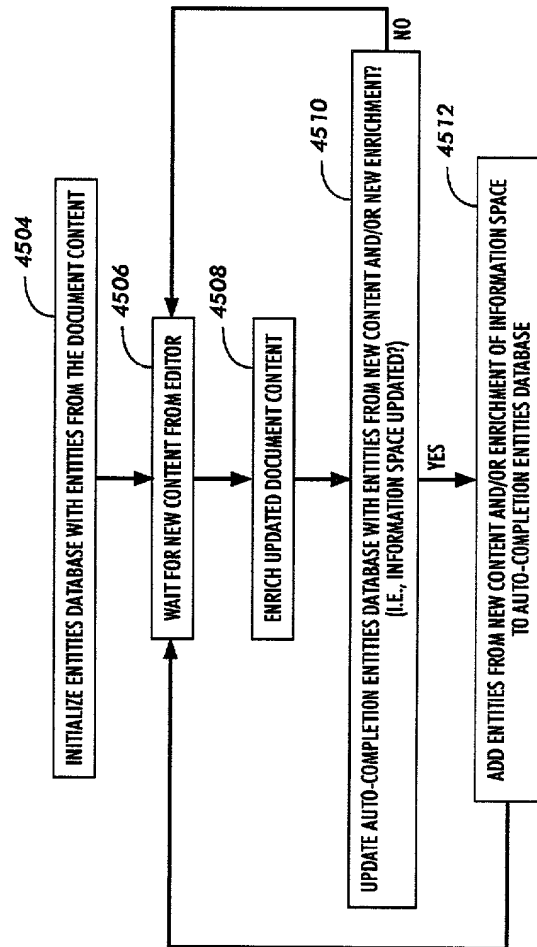 4504
INITIALIZE ENTITIES DATABASE WITH ENTITIES FROM THE DOCUMENT CONTENT
4506
WAIT FOR NEW CONTENT FROM EDITOR
4508
ENRICH UPDATED DOCUMENT CONTENT
4510
UPDATE AUTO-COMPLETION ENTITIES DATABASE WITH ENTITIES FROM NEW CONTENT AND/OR NEW ENRICHMENT?
(I.E., INFORMATION SPACE UPDATED?)
NO
YES
4512
ADD ENTITIES FROM NEW CONTENT AND/OR ENRICHMENT OF INFORMATION SPACE
TO AUTO-COMPLETION ENTITIES DATABASE